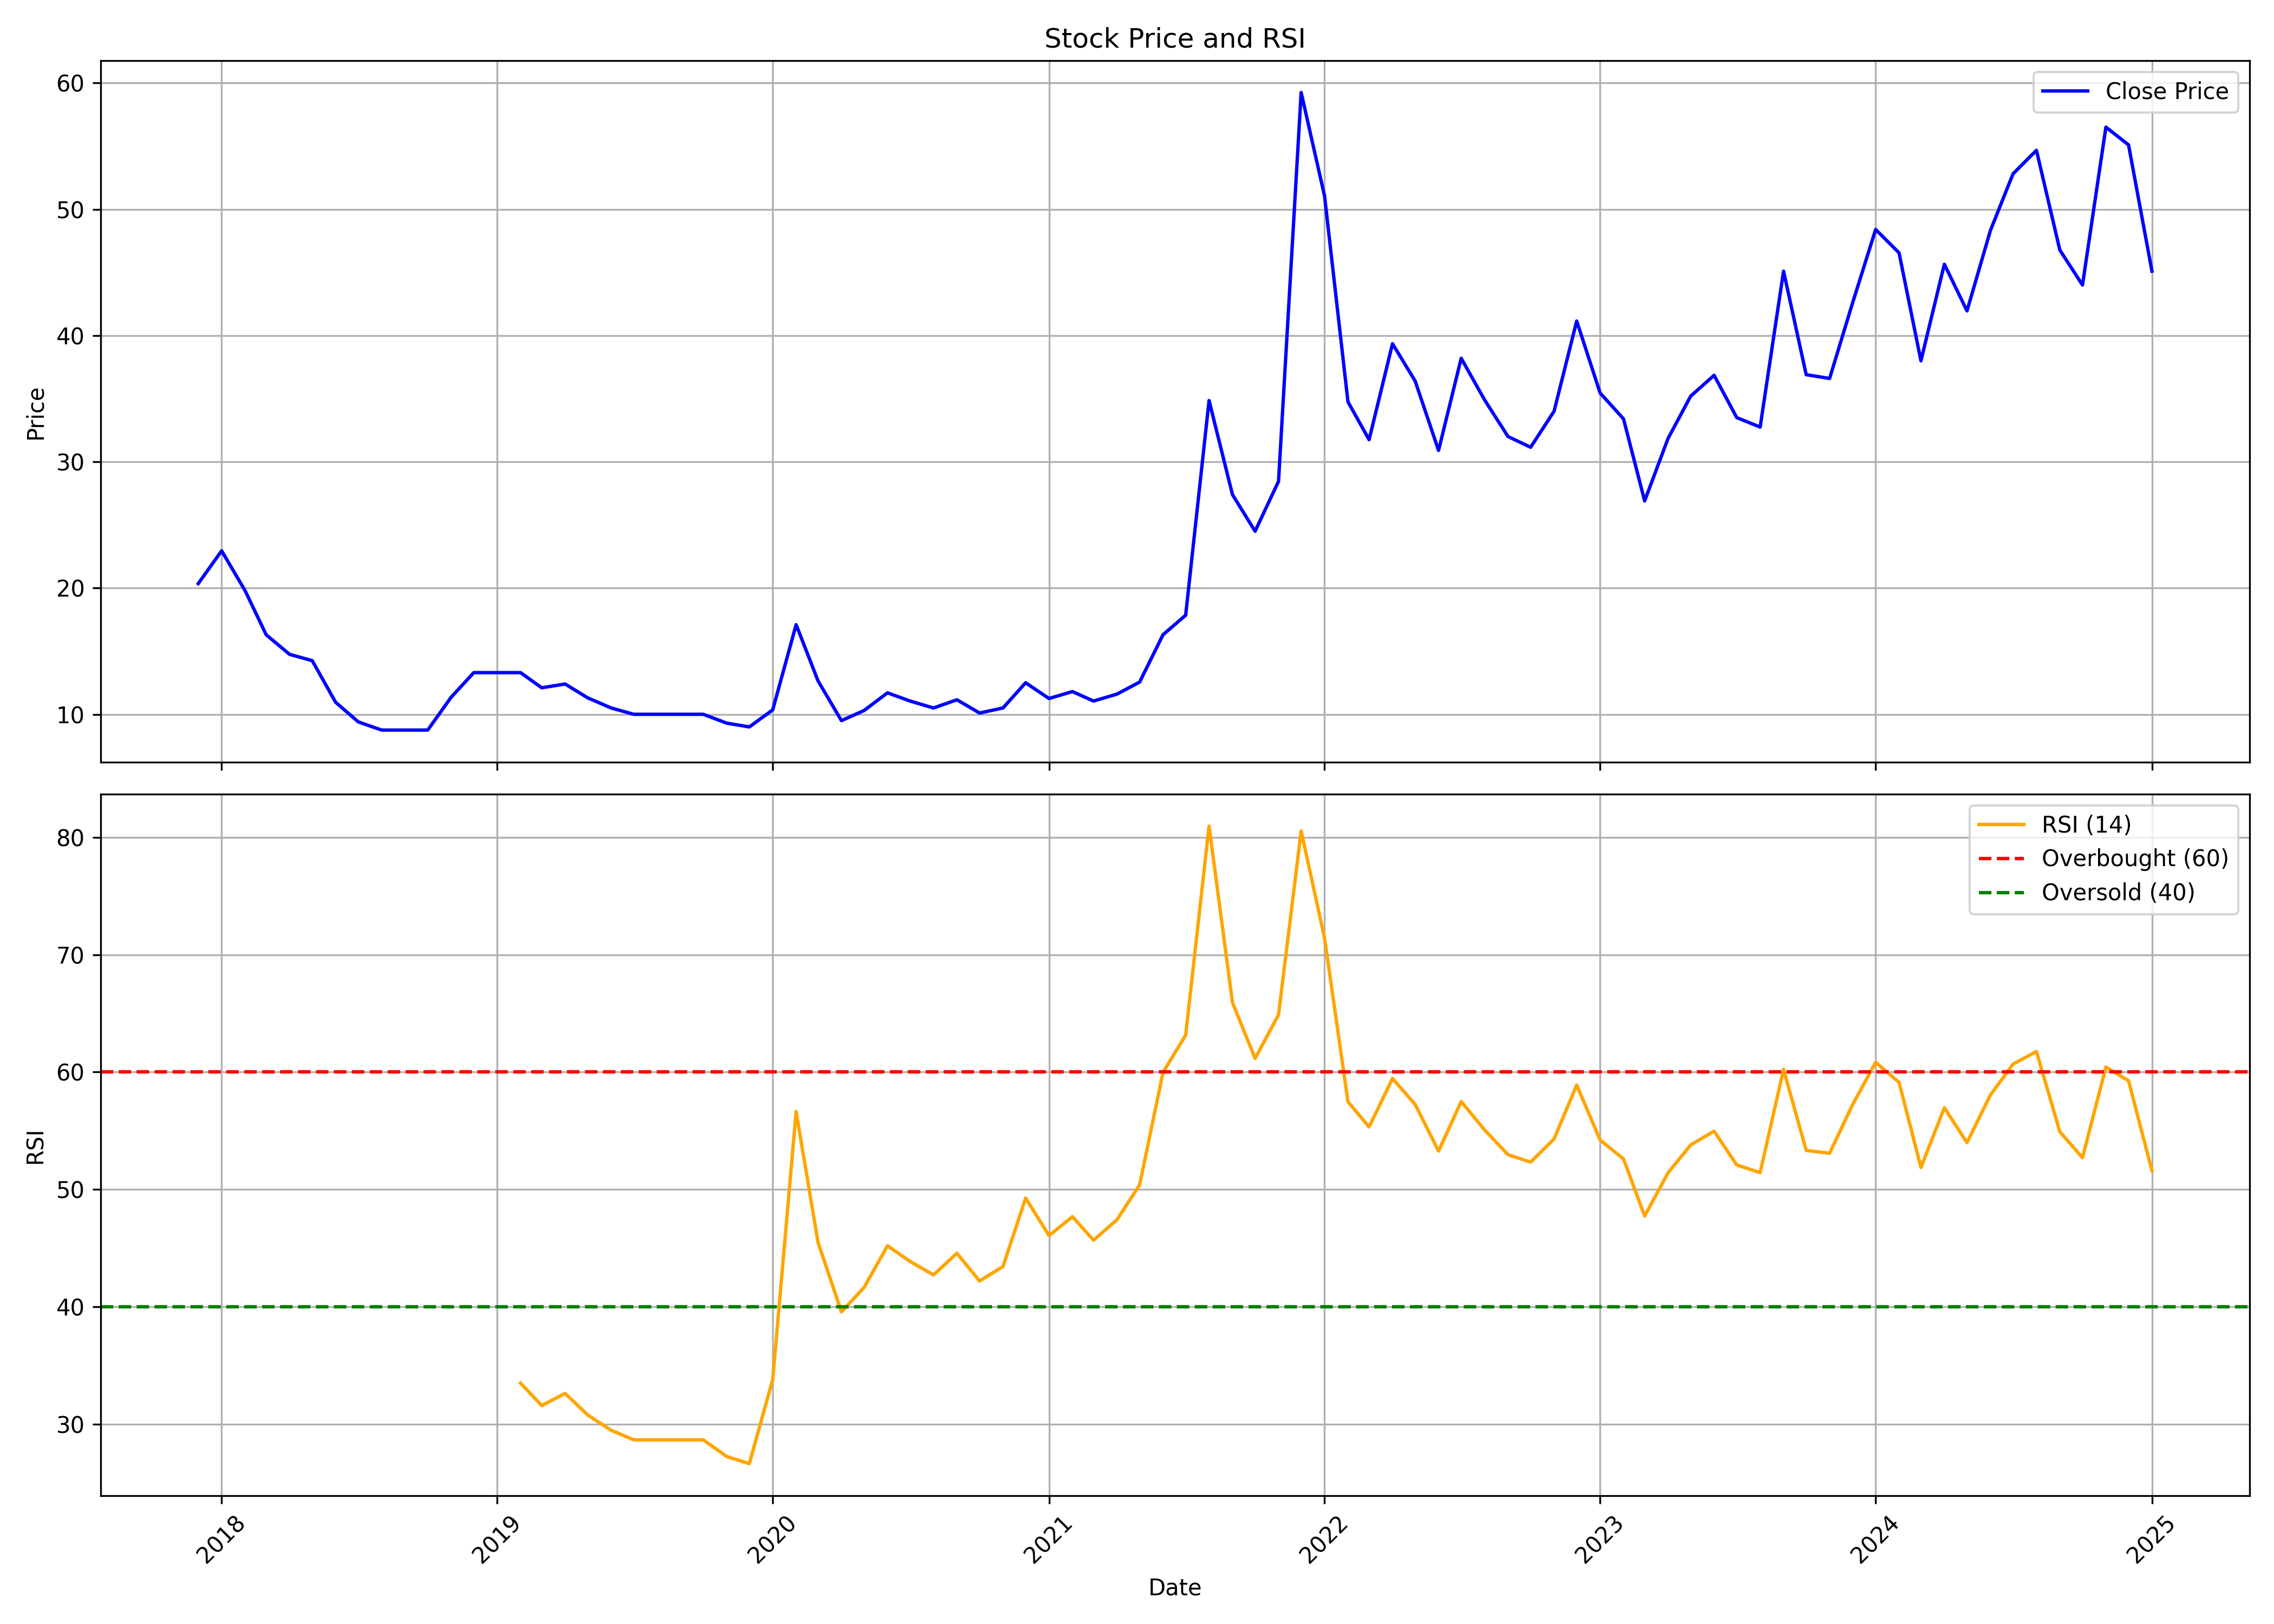 Stock Price and RSI
Close Price
60
50
40
30
20
10
Price
RSI (14)
Overbought (60)
Oversold (40)
80
70
60
50
40
30
RSI
2018
2019
2020
2021
2022
2023
2024
2025
Date